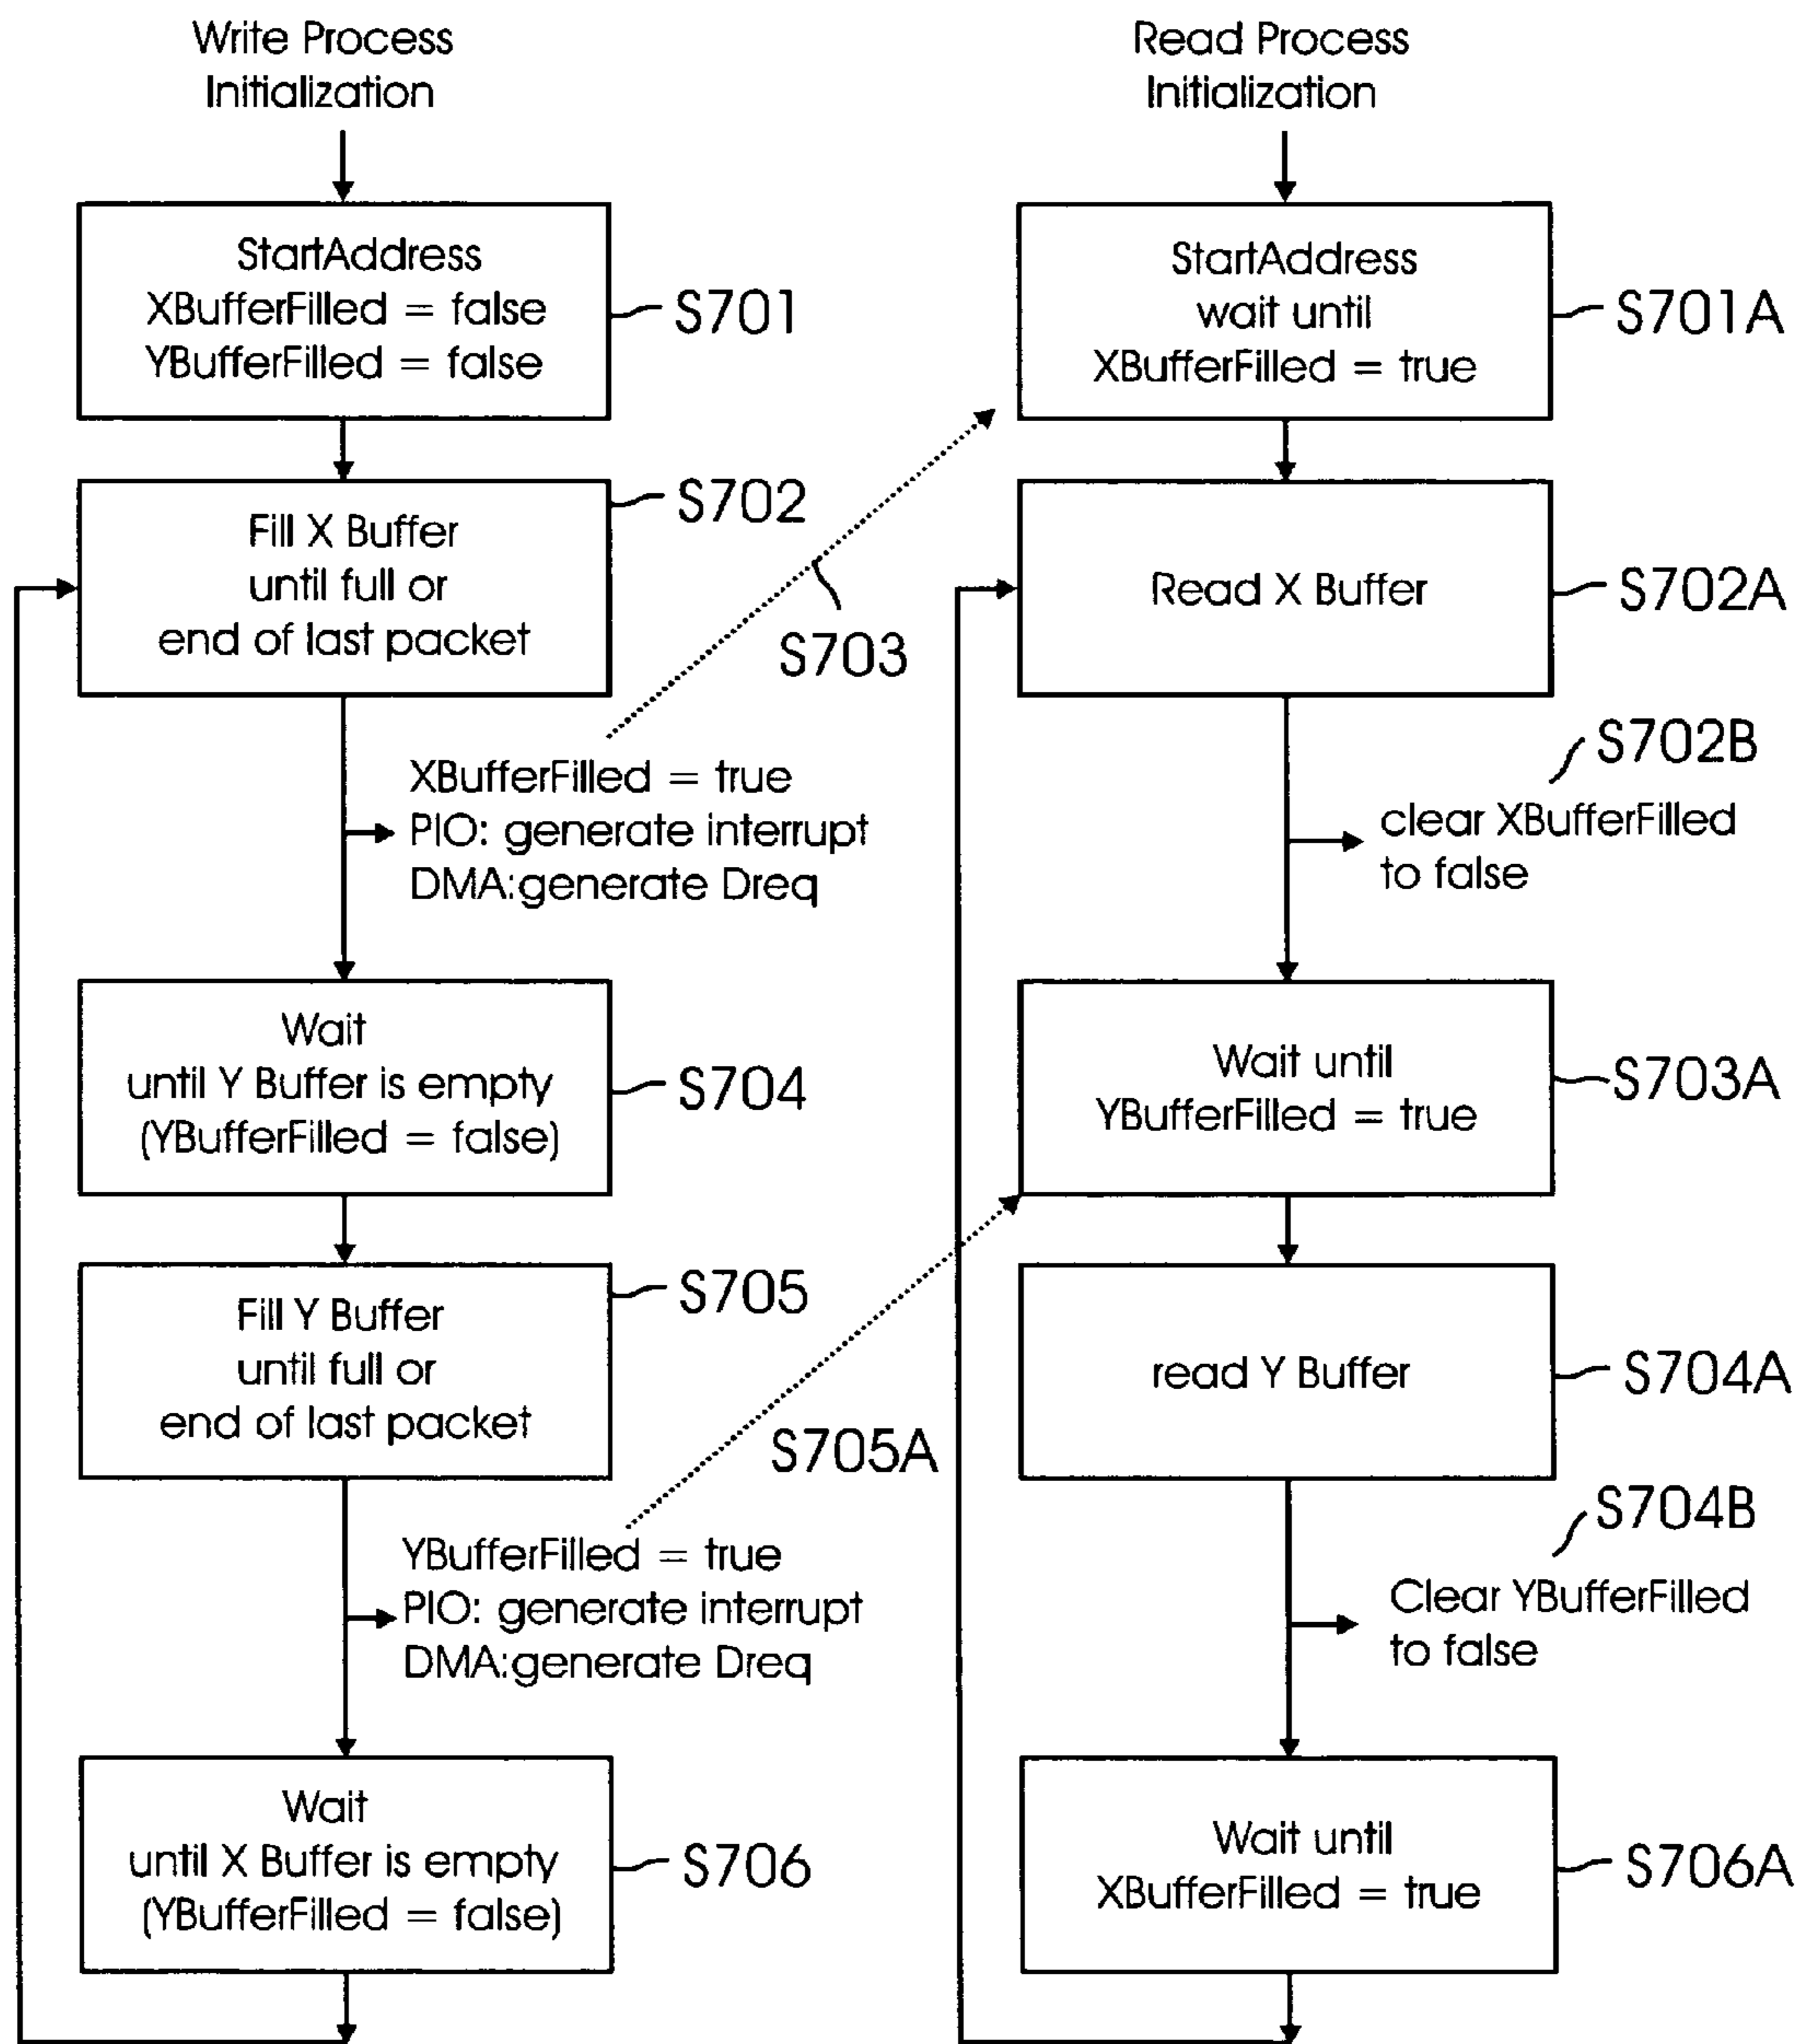 Write Process
Initialization
StartAddress
XBufferFilled = false
YBufferFilled = false
S701
Fill X Buffer
until full or
end of last packet
S702
S703
XBufferFilled = true
PIO: generate interrupt
DMA:generate Dreq
Wait
until Y Buffer is empty
(YBufferFilled = false)
S704
Fill Y Buffer
until full or
end of last packet
S705
S705A
YBufferFilled = true
PIO: generate interrupt
DMA:generate Dreq
Wait
until X Buffer is empty
(YBufferFilled = false)
S706
Read Process
Initialization
StartAddress
wait until
XBufferFilled = true
S701A
Read X Buffer
S702A
S702B
clear XBufferFilled
to false
Wait until
YBufferFilled = true
S703A
read Y Buffer
S704A
S704B
Clear YBufferFilled
to false
Wait until
XBufferFilled = true
S706A